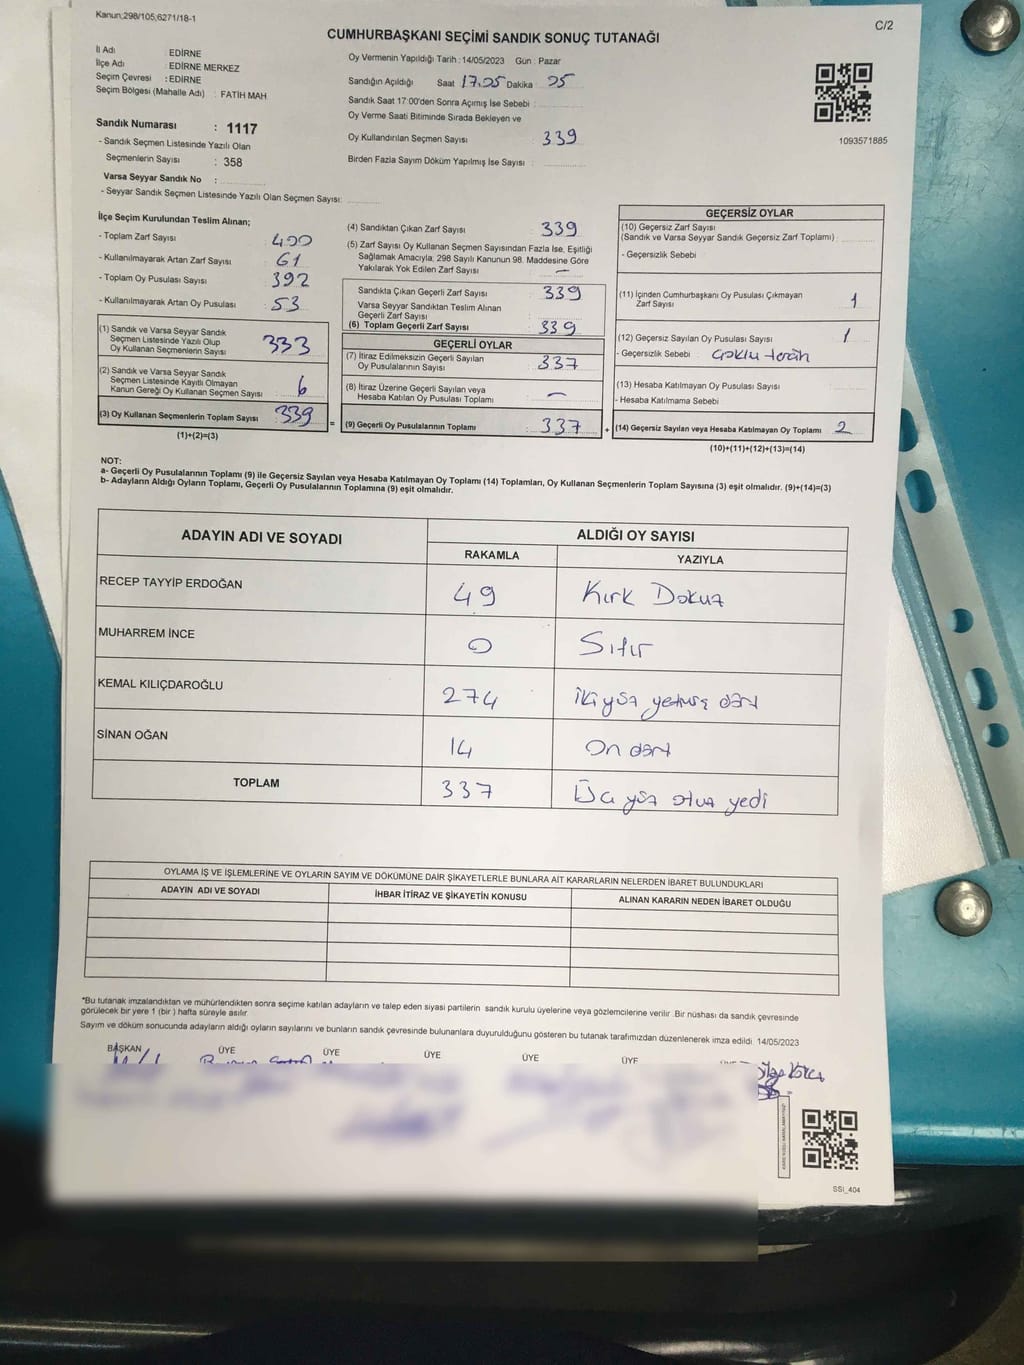 Kanun;298/105;6271/18-1
C/2
CUMHURBAŞKANI SEÇİMİ SANDIK SONUÇ TUTANAĞI
İl Adı : EDİRNE
İlçe Adı : EDİRNE MERKEZ
Seçim Çevresi : EDİRNE
Seçim Bölgesi (Mahalle Adı) : FATİH MAH
Sandık Numarası : 1117
- Sandık Seçmen Listesinde Yazılı Olan
Seçmenlerin Sayısı : 358
Varsa Seyyar Sandık No :
- Seyyar Sandık Seçmen Listesinde Yazılı Olan Seçmen Sayısı:
Oy Vermenin Yapıldığı Tarih : 14/05/2023 Gün : Pazar
Sandığın Açıldığı Saat 17.25 Dakika 25
Sandık Saat 17:00'den Sonra Açımış İse Sebebi :
Oy Verme Saati Bitiminde Sırada Bekleyen ve
Oy Kullandırılan Seçmen Sayısı : 339
Birden Fazla Sayım Döküm Yapılmış İse Sayısı :
1093571885
İlçe Seçim Kurulundan Teslim Alınan;
- Toplam Zarf Sayısı : 400
- Kullanılmayarak Artan Zarf Sayısı : 61
- Toplam Oy Pusulası Sayısı : 392
- Kullanılmayarak Artan Oy Pusulası : 53
(1) Sandık ve Varsa Seyyar Sandık
Seçmen Listesinde Yazılı Olup
Oy Kullanan Seçmenlerin Sayısı 333
(2) Sandık ve Varsa Seyyar Sandık
Seçmen Listesinde Kayıtlı Olmayan
Kanun Gereği Oy Kullanan Seçmen Sayısı : 6
(3) Oy Kullanan Seçmenlerin Toplam Sayısı : 339
(1)+(2)=(3)
(4) Sandıktan Çıkan Zarf Sayısı : 339
(5) Zarf Sayısı Oy Kullanan Seçmen Sayısından Fazla İse, Eşitliği
Sağlamak Amacıyla, 298 Sayılı Kanunun 98. Maddesine Göre
Yakılarak Yok Edilen Zarf Sayısı : –
Sandıkta Çıkan Geçerli Zarf Sayısı : 339
Varsa Seyyar Sandıktan Teslim Alınan
Geçerli Zarf Sayısı :
(6) Toplam Geçerli Zarf Sayısı : 339
GEÇERLİ OYLAR
(7) İtiraz Edilmeksizin Geçerli Sayılan
Oy Pusulalarının Sayısı : 337
(8) İtiraz Üzerine Geçerli Sayılan veya
Hesaba Katılan Oy Pusulası Toplamı : –
= (9) Geçerli Oy Pusulalarının Toplamı : 337
GEÇERSİZ OYLAR
(10) Geçersiz Zarf Sayısı
(Sandık ve Varsa Seyyar Sandık Geçersiz Zarf Toplamı) :
- Geçersizlik Sebebi :
(11) İçinden Cumhurbaşkanı Oy Pusulası Çıkmayan
Zarf Sayısı : 1
(12) Geçersiz Sayılan Oy Pusulası Sayısı : 1
- Geçersizlik Sebebi : Çoklu tercih
(13) Hesaba Katılmayan Oy Pusulası Sayısı :
- Hesaba Katılmama Sebebi :
+ (14) Geçersiz Sayılan veya Hesaba Katılmayan Oy Toplamı : 2
(10)+(11)+(12)+(13)=(14)
NOT:
a- Geçerli Oy Pusulalarının Toplamı (9) ile Geçersiz Sayılan veya Hesaba Katılmayan Oy Toplamı (14) Toplamları, Oy Kullanan Seçmenlerin Toplam Sayısına (3) eşit olmalıdır. (9)+(14)=(3)
b- Adayların Aldığı Oyların Toplamı, Geçerli Oy Pusulalarının Toplamına (9) eşit olmalıdır.
ADAYIN ADI VE SOYADI
ALDIĞI OY SAYISI
RAKAMLA YAZIYLA
RECEP TAYYİP ERDOĞAN 49 Kırk Dokuz
MUHARREM İNCE 0 Sıfır
KEMAL KILIÇDAROĞLU 274 İki yüz yetmiş dört
SİNAN OĞAN 14 On dört
TOPLAM 337 Üç yüz otuz yedi
OYLAMA İŞ VE İŞLEMLERİNE VE OYLARIN SAYIM VE DÖKÜMÜNE DAİR ŞİKAYETLERLE BUNLARA AİT KARARLARIN NELERDEN İBARET BULUNDUKLARI
ADAYIN ADI VE SOYADI İHBAR İTİRAZ VE ŞİKAYETİN KONUSU ALINAN KARARIN NEDEN İBARET OLDUĞU
*Bu tutanak imzalandıktan ve mühürlendikten sonra seçime katılan adayların ve talep eden siyasi partilerin sandık kurulu üyelerine veya gözlemcilerine verilir. Bir nüshası da sandık çevresinde
görülecek bir yere 1 (bir ) hafta süreyle asılır.
Sayım ve döküm sonucunda adayların aldığı oyların sayılarını ve bunların sandık çevresinde bulunanlara duyurulduğunu gösteren bu tutanak tarafımızdan düzenlenerek imza edildi. 14/05/2023
BAŞKAN ÜYE ÜYE ÜYE ÜYE ÜYE
SSI_404